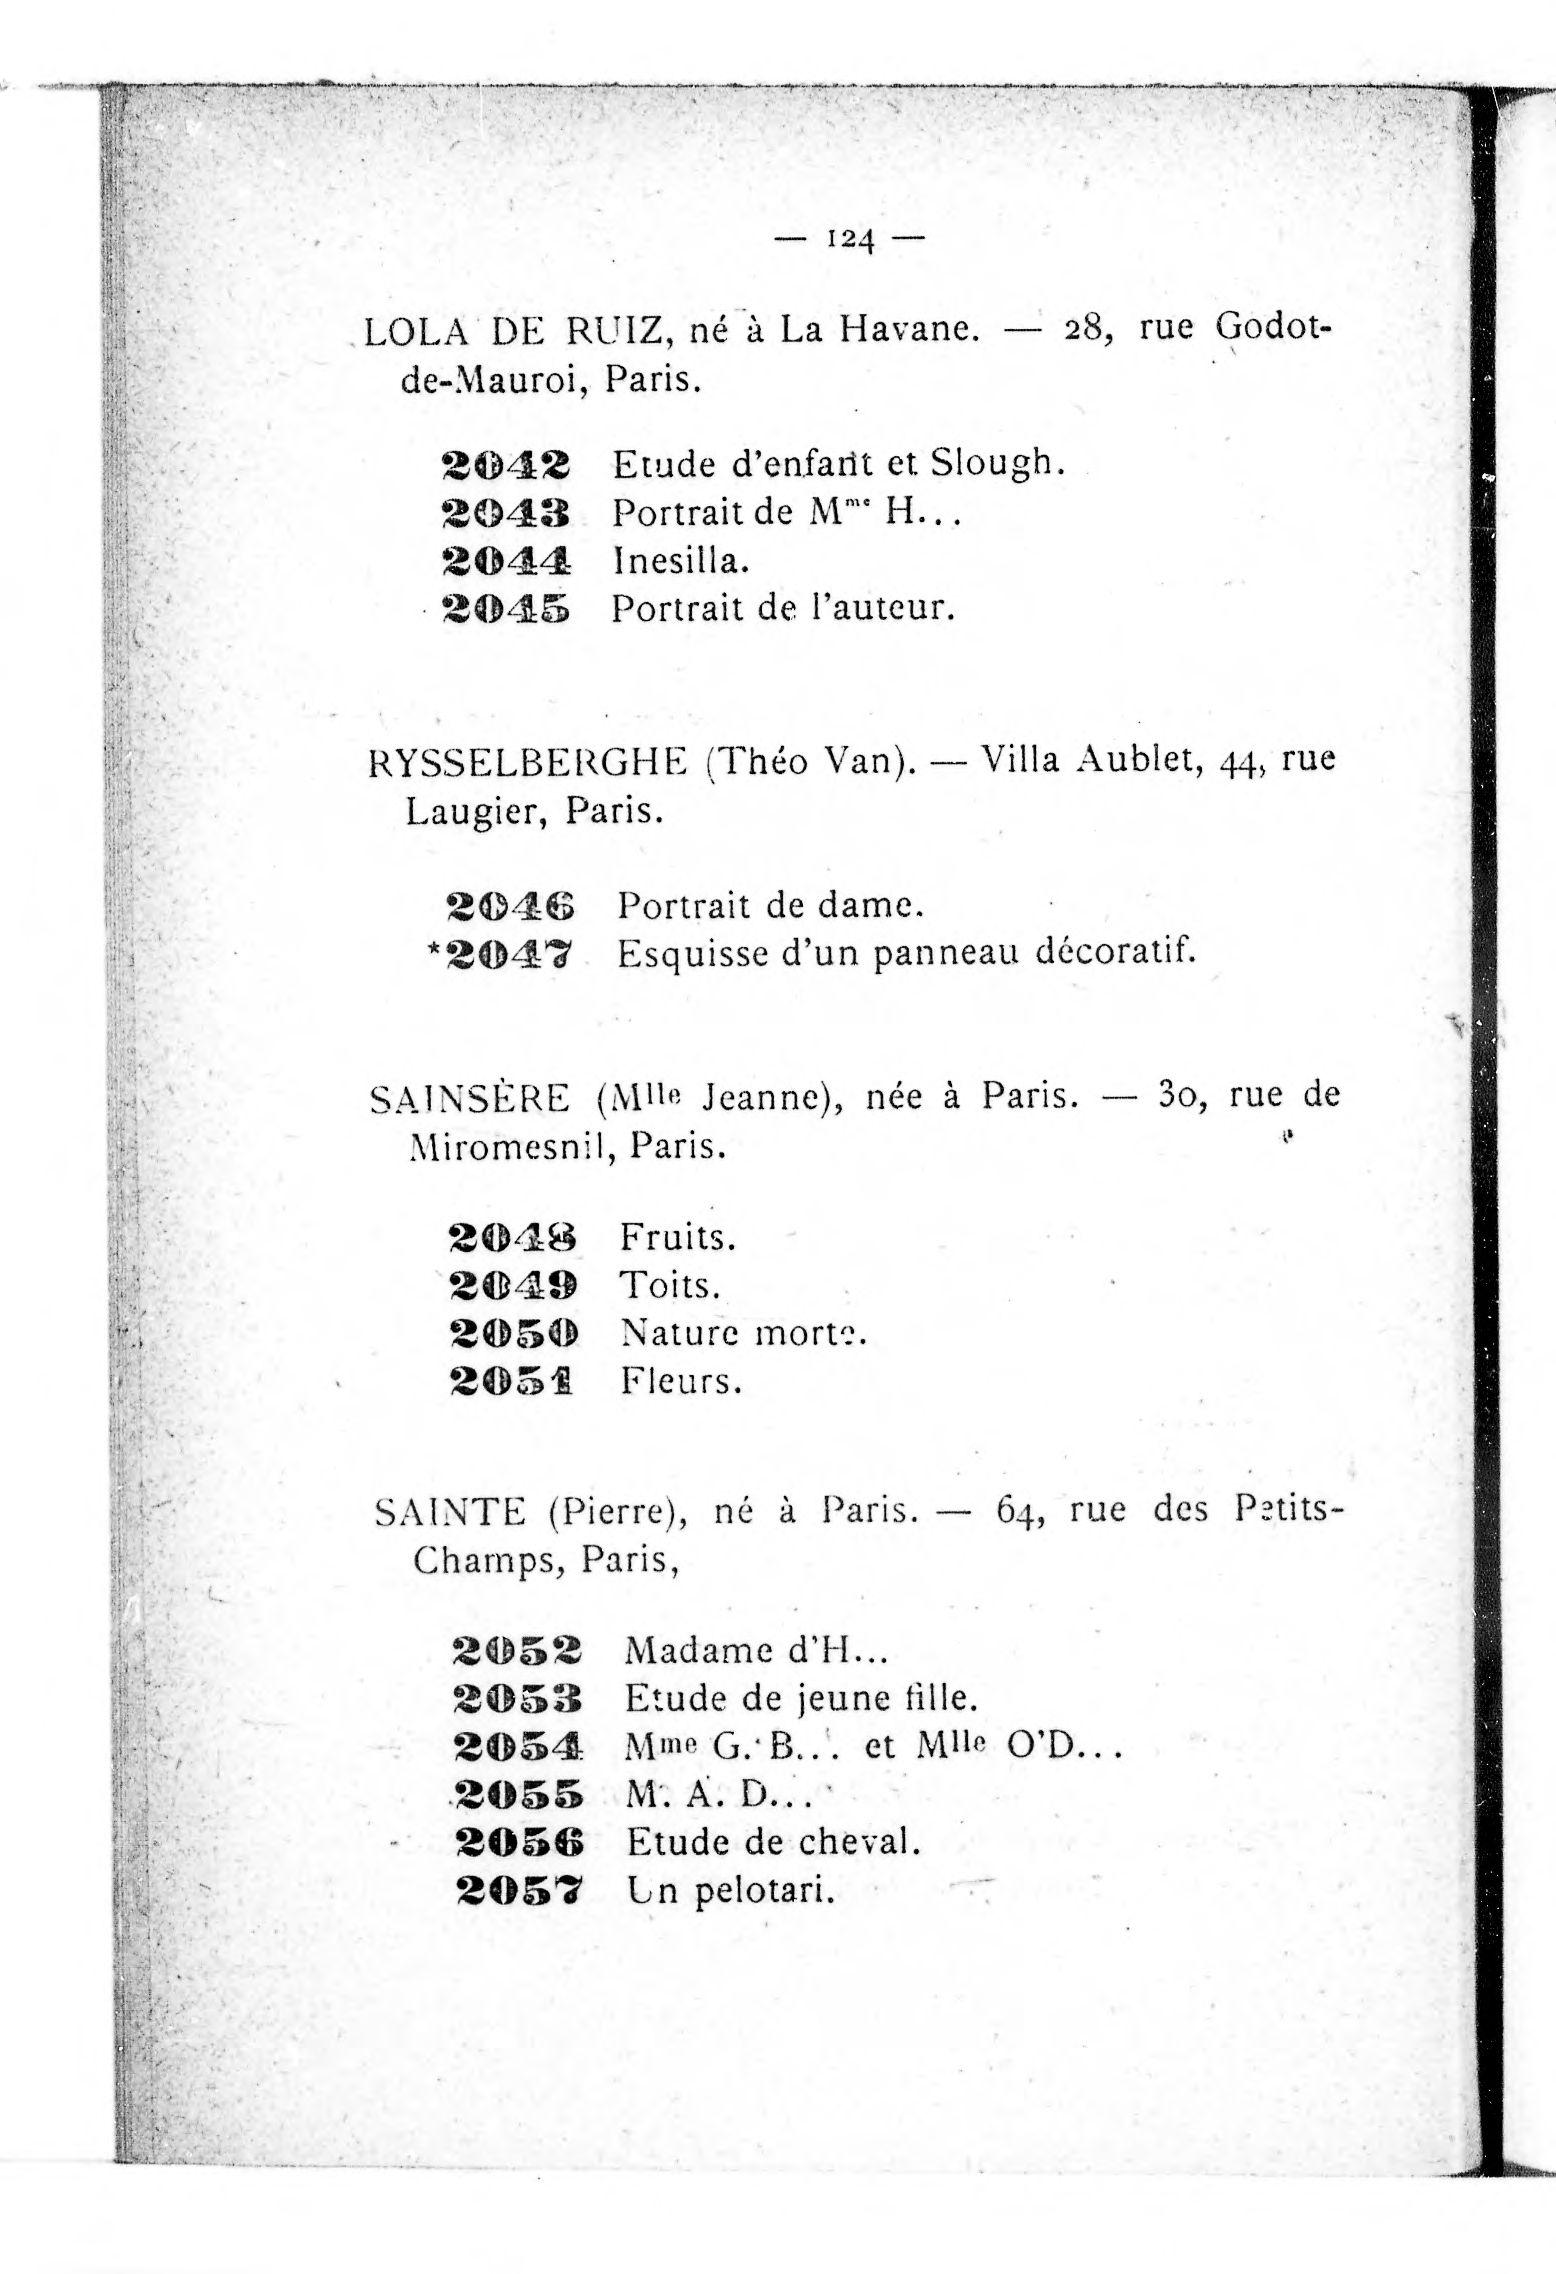 — 124 —
LOLA DE RUIZ, né à La Havane. — 28, rue Godot-
de-Mauroi, Paris.
2042 Etude d'enfant et Slough.
2043 Portrait de Mme H...
2044 Inesilla.
2045 Portrait de l'auteur.
RYSSELBERGHE (Théo Van). — Villa Aublet, 44, rue
Laugier, Paris.
2046 Portrait de dame.
*2047 Esquisse d'un panneau décoratif.
SAINSÈRE (Mlle Jeanne), née à Paris. — 30, rue de
Miromesnil, Paris.
2048 Fruits.
2049 Toits.
2050 Nature morte.
2051 Fleurs.
SAINTE (Pierre), né à Paris. — 64, rue des Petits-
Champs, Paris,
2052 Madame d'H...
2053 Etude de jeune fille.
2054 Mme G. B... et Mlle O'D...
2055 M. A. D...
2056 Etude de cheval.
2057 Un pelotari.